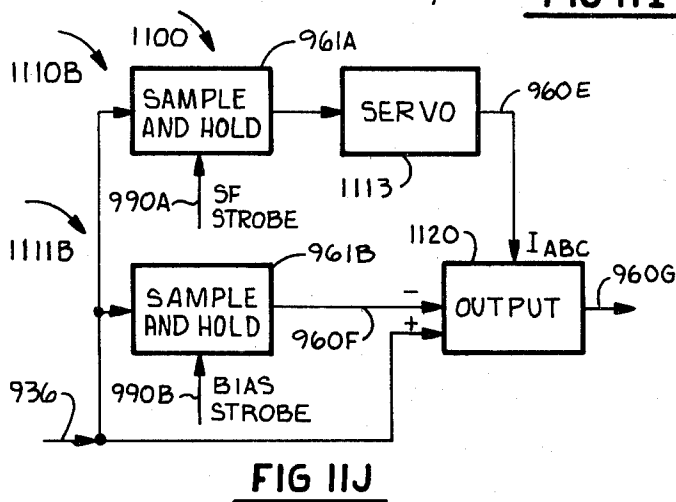 FIG 11I
1100
961A
1110B
SAMPLE
AND HOLD
SERVO
960E
990A
SF
STROBE
1113
1111B
961B
1120
I ABC
960G
SAMPLE
AND HOLD
−
OUTPUT
960F
+
936
990B
BIAS
STROBE
FIG 11J